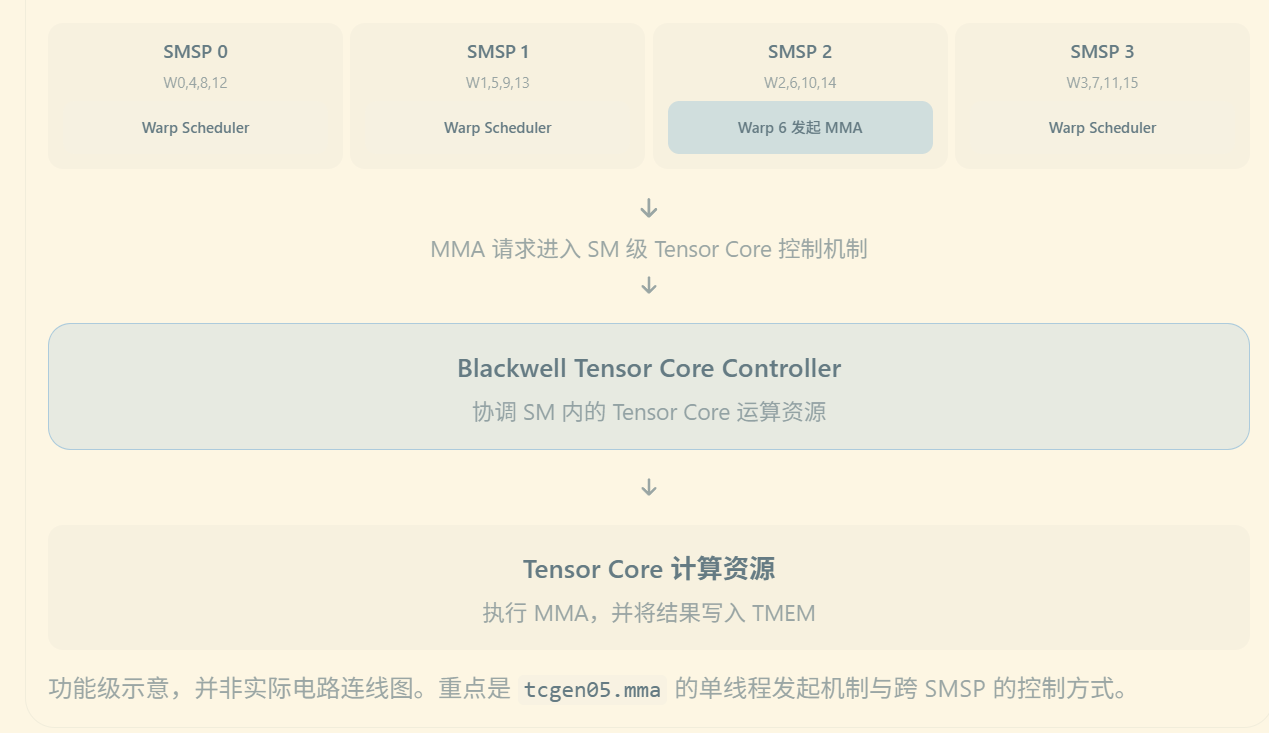 SMSP 0
W0,4,8,12
Warp Scheduler
SMSP 1
W1,5,9,13
Warp Scheduler
SMSP 2
W2,6,10,14
Warp 6 发起 MMA
SMSP 3
W3,7,11,15
Warp Scheduler
MMA 请求进入 SM 级 Tensor Core 控制机制
Blackwell Tensor Core Controller
协调 SM 内的 Tensor Core 运算资源
Tensor Core 计算资源
执行 MMA，并将结果写入 TMEM
功能级示意，并非实际电路连线图。重点是 tcgen05.mma 的单线程发起机制与跨 SMSP 的控制方式。